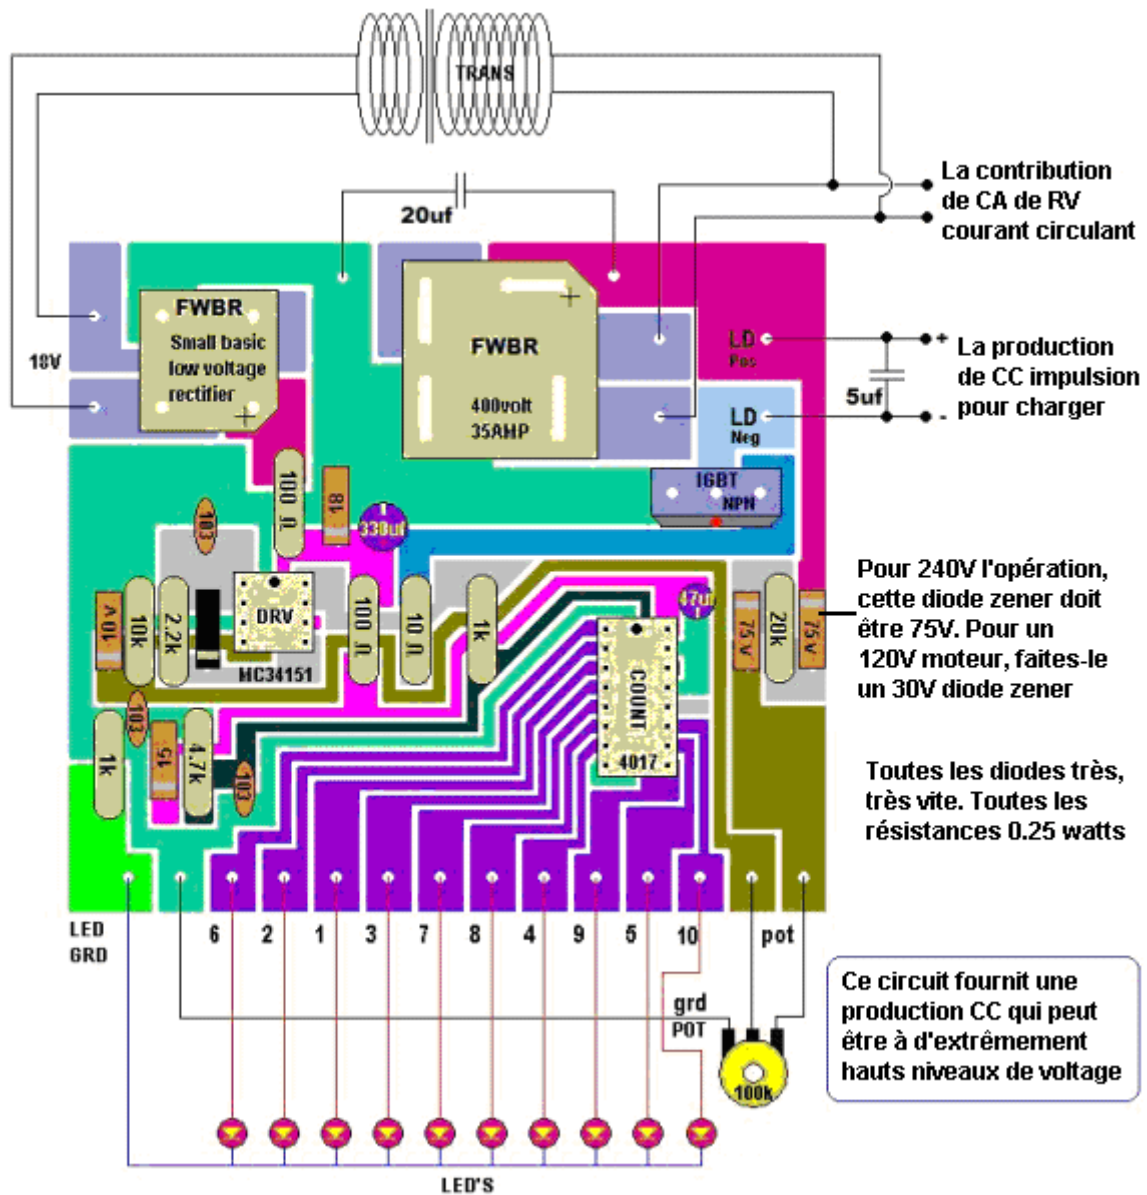 TRANS
20uf
La contribution
de CA de RV
courant circulant
FWBR
Small basic
low voltage
rectifier
18V
FWBR
400volt
35AMP
LD
Pos
LD
Neg
+
-
5uf
La production
de CC impulsion
pour charger
IGBT
NPN
100 Ω
18
330uf
103
10k
2.2k
DRV
MC34151
100 Ω
10 Ω
1k
47uf
75v
20k
75v
Pour 240V l'opération,
cette diode zener doit
être 75V. Pour un
120V moteur, faites-le
un 30V diode zener
COUNT
4017
103
1k
15
4.7k
103
Toutes les diodes très,
très vite. Toutes les
résistances 0.25 watts
LED
GRD
6 2 1 3 7 8 4 9 5 10 pot
grd
POT
100k
Ce circuit fournit une
production CC qui peut
être à d'extrêmement
hauts niveaux de voltage
LED'S